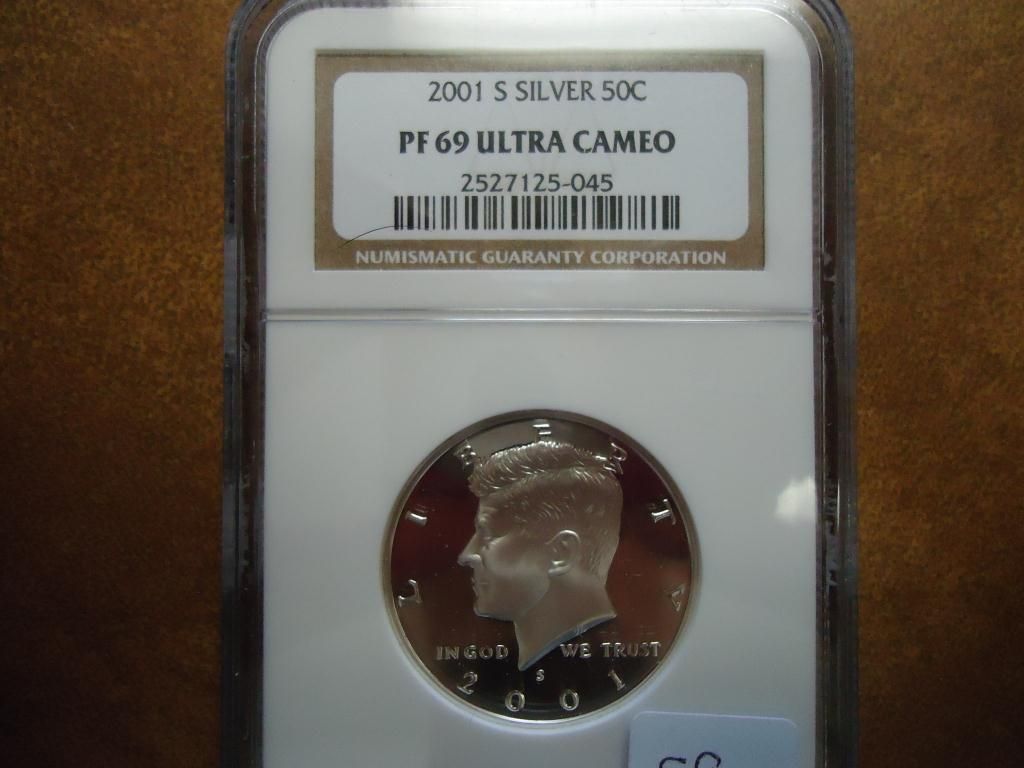 2001 S SILVER 50C
PF 69 ULTRA CAMEO
2527125-045
NUMISMATIC GUARANTY CORPORATION
LIBERTY
IN GOD WE TRUST
S
2001